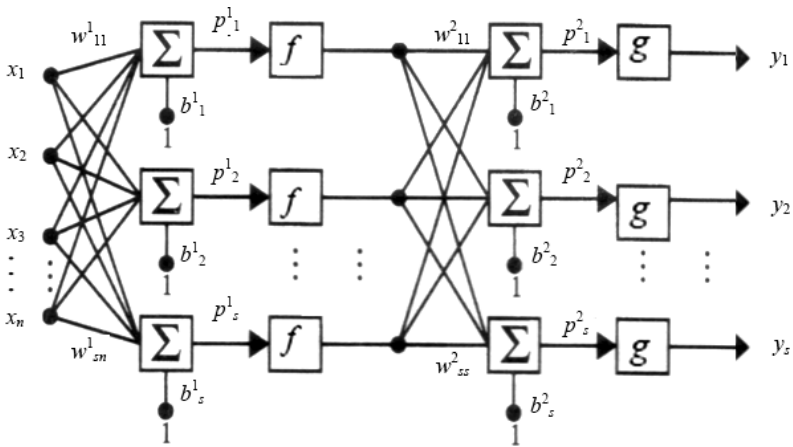 w¹₁₁ Σ p¹₁ f w²₁₁ Σ p²₁ g y₁
x₁
b¹₁ b²₁
1 1
x₂ Σ p¹₂ f Σ p²₂ g y₂
x₃
b¹₂ b²₂
1 1
xₙ
w¹ₛₙ Σ p¹ₛ f w²ₛₛ Σ p²ₛ g yₛ
b¹ₛ b²ₛ
1 1